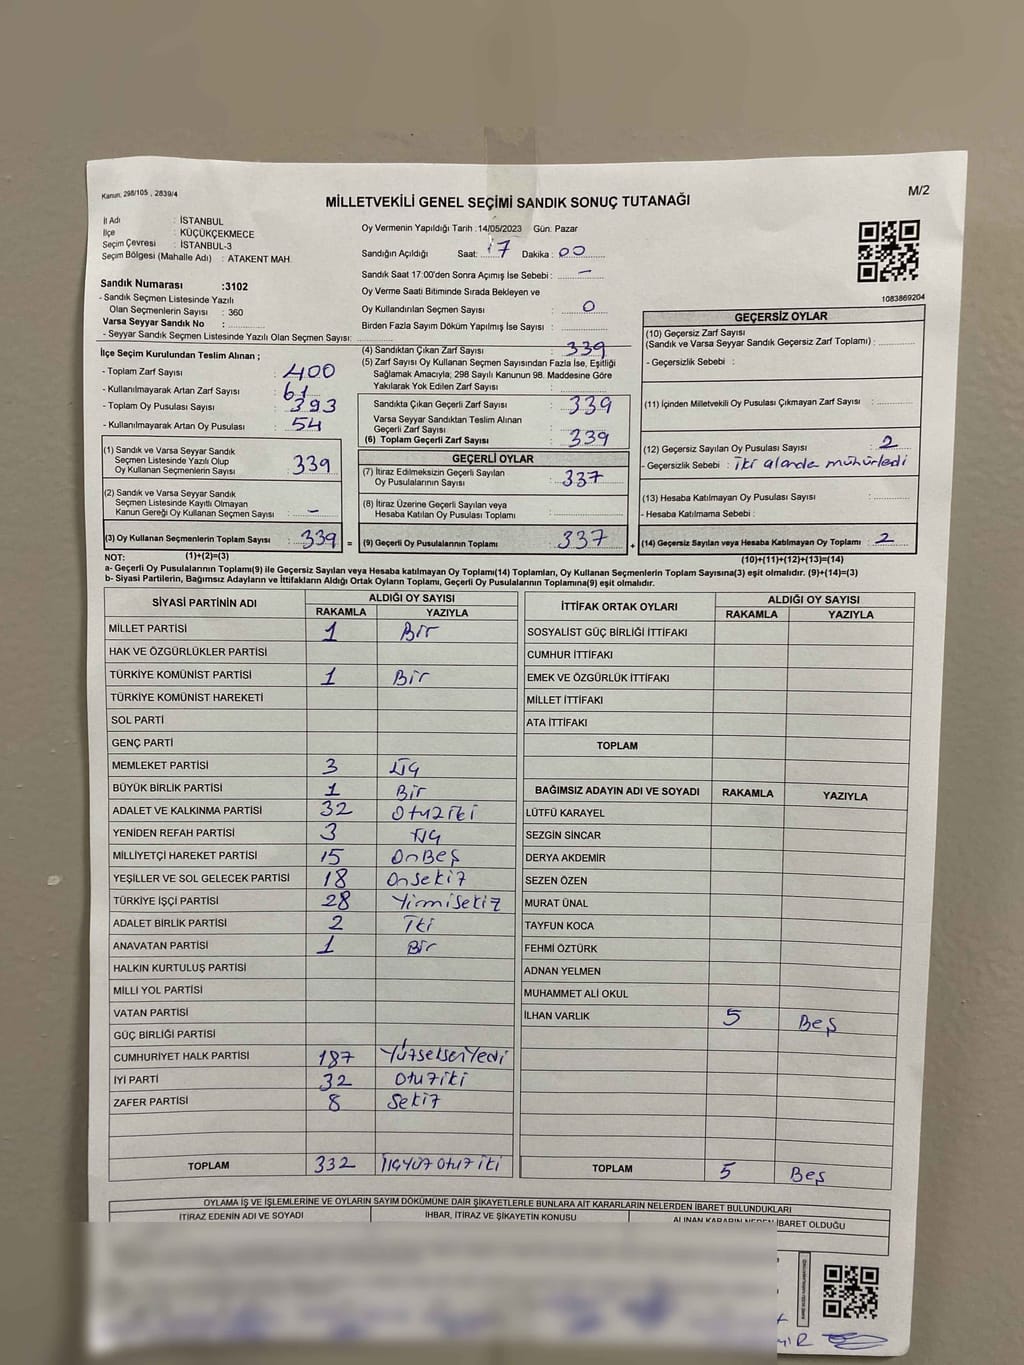 Kanun, 298/105 , 2839/4
MİLLETVEKİLİ GENEL SEÇİMİ SANDIK SONUÇ TUTANAĞI
M/2
İl Adı : İSTANBUL
İlçe : KÜÇÜKÇEKMECE
Seçim Çevresi : İSTANBUL-3
Seçim Bölgesi (Mahalle Adı) : ATAKENT MAH.
Sandık Numarası :3102
- Sandık Seçmen Listesinde Yazılı
Olan Seçmenlerin Sayısı : 360
Varsa Seyyar Sandık No :
- Seyyar Sandık Seçmen Listesinde Yazılı Olan Seçmen Sayısı:
İlçe Seçim Kurulundan Teslim Alınan ;
- Toplam Zarf Sayısı : 400
- Kullanılmayarak Artan Zarf Sayısı : 61
- Toplam Oy Pusulası Sayısı : 393
- Kullanılmayarak Artan Oy Pusulası : 54
(1) Sandık ve Varsa Seyyar Sandık
Seçmen Listesinde Yazılı Olup
Oy Kullanan Seçmenlerin Sayısı : 339
(2) Sandık ve Varsa Seyyar Sandık
Seçmen Listesinde Kayıtlı Olmayan
Kanun Gereği Oy Kullanan Seçmen Sayısı : -
(3) Oy Kullanan Seçmenlerin Toplam Sayısı : 339 =
Oy Vermenin Yapıldığı Tarih :14/05/2023 Gün. Pazar
Sandığın Açıldığı Saat: 17 Dakika : 00
Sandık Saat 17:00'den Sonra Açımış İse Sebebi : -
Oy Verme Saati Bitiminde Sırada Bekleyen ve
Oy Kullandırılan Seçmen Sayısı : 0
Birden Fazla Sayım Döküm Yapılmış İse Sayısı :
(4) Sandıktan Çıkan Zarf Sayısı : 339
(5) Zarf Sayısı Oy Kullanan Seçmen Sayısından Fazla İse, Eşitliği
Sağlamak Amacıyla; 298 Sayılı Kanunun 98. Maddesine Göre
Yakılarak Yok Edilen Zarf Sayısı :
Sandıkta Çıkan Geçerli Zarf Sayısı : 339
Varsa Seyyar Sandıktan Teslim Alınan
Geçerli Zarf Sayısı :
(6) Toplam Geçerli Zarf Sayısı : 339
GEÇERLİ OYLAR
(7) İtiraz Edilmeksizin Geçerli Sayılan
Oy Pusulalarının Sayısı : 337
(8) İtiraz Üzerine Geçerli Sayılan veya
Hesaba Katılan Oy Pusulası Toplamı :
(9) Geçerli Oy Pusulalarının Toplamı : 337 +
1083869204
GEÇERSİZ OYLAR
(10) Geçersiz Zarf Sayısı
(Sandık ve Varsa Seyyar Sandık Geçersiz Zarf Toplamı) :
- Geçersizlik Sebebi :
(11) İçinden Milletvekili Oy Pusulası Çıkmayan Zarf Sayısı :
(12) Geçersiz Sayılan Oy Pusulası Sayısı : 2
- Geçersizlik Sebebi : iki alanda mühürledi
(13) Hesaba Katılmayan Oy Pusulası Sayısı :
- Hesaba Katılmama Sebebi :
(14) Geçersiz Sayılan veya Hesaba Katılmayan Oy Toplamı : 2
NOT: (1)+(2)=(3) (10)+(11)+(12)+(13)=(14)
a- Geçerli Oy Pusulalarının Toplamı(9) ile Geçersiz Sayılan veya Hesaba katılmayan Oy Toplamı(14) Toplamları, Oy Kullanan Seçmenlerin Toplam Sayısına(3) eşit olmalıdır. (9)+(14)=(3)
b- Siyasi Partilerin, Bağımsız Adayların ve İttifakların Aldığı Ortak Oyların Toplamı, Geçerli Oy Pusulalarının Toplamına(9) eşit olmalıdır.
SİYASİ PARTİNİN ADI ALDIĞI OY SAYISI
RAKAMLA YAZIYLA
MİLLET PARTİSİ 1 Bir
HAK VE ÖZGÜRLÜKLER PARTİSİ
TÜRKİYE KOMÜNİST PARTİSİ 1 Bir
TÜRKİYE KOMÜNİST HAREKETİ
SOL PARTİ
GENÇ PARTİ
MEMLEKET PARTİSİ 3 Üç
BÜYÜK BİRLİK PARTİSİ 1 Bir
ADALET VE KALKINMA PARTİSİ 32 Otuziki
YENİDEN REFAH PARTİSİ 3 Üç
MİLLİYETÇİ HAREKET PARTİSİ 15 OnBeş
YEŞİLLER VE SOL GELECEK PARTİSİ 18 Onsekiz
TÜRKİYE İŞÇİ PARTİSİ 28 Yirmisekiz
ADALET BİRLİK PARTİSİ 2 İki
ANAVATAN PARTİSİ 1 Bir
HALKIN KURTULUŞ PARTİSİ
MİLLİ YOL PARTİSİ
VATAN PARTİSİ
GÜÇ BİRLİĞİ PARTİSİ
CUMHURİYET HALK PARTİSİ 187 YüzseksenYedi
İYİ PARTİ 32 Otuziki
ZAFER PARTİSİ 8 Sekiz
TOPLAM 332 üçyüz otuz iki
İTTİFAK ORTAK OYLARI ALDIĞI OY SAYISI
RAKAMLA YAZIYLA
SOSYALİST GÜÇ BİRLİĞİ İTTİFAKI
CUMHUR İTTİFAKI
EMEK VE ÖZGÜRLÜK İTTİFAKI
MİLLET İTTİFAKI
ATA İTTİFAKI
TOPLAM
BAĞIMSIZ ADAYIN ADI VE SOYADI RAKAMLA YAZIYLA
LÜTFÜ KARAYEL
SEZGİN SİNCAR
DERYA AKDEMİR
SEZEN ÖZEN
MURAT ÜNAL
TAYFUN KOCA
FEHMİ ÖZTÜRK
ADNAN YELMEN
MUHAMMET ALİ OKUL
İLHAN VARLIK 5 Beş
TOPLAM 5 Beş
OYLAMA İŞ VE İŞLEMLERİNE VE OYLARIN SAYIM DÖKÜMÜNE DAİR ŞİKAYETLERLE BUNLARA AİT KARARLARIN NELERDEN İBARET BULUNDUKLARI
İTİRAZ EDENİN ADI VE SOYADI İHBAR, İTİRAZ VE ŞİKAYETİN KONUSU ALINAN KARARIN NEDEN İBARET OLDUĞU